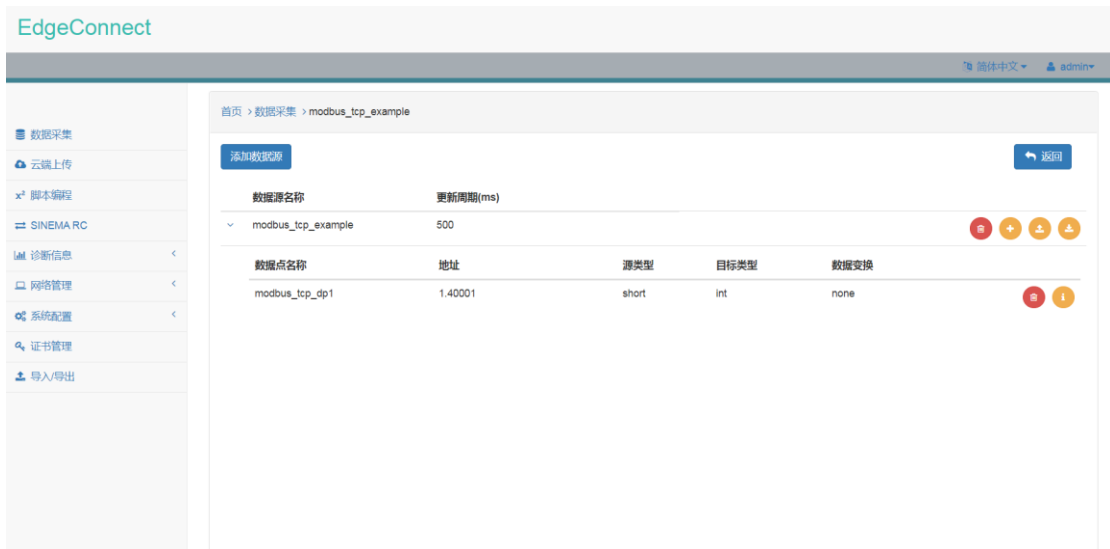 EdgeConnect
简体中文 admin
首页 > 数据采集 > modbus_tcp_example
数据采集
云端上传
x² 脚本编程
SINEMA RC
诊断信息
网络管理
系统配置
证书管理
导入/导出
添加数据源 返回
数据源名称 更新周期(ms)
modbus_tcp_example 500
数据点名称 地址 源类型 目标类型 数据变换
modbus_tcp_dp1 1.40001 short int none